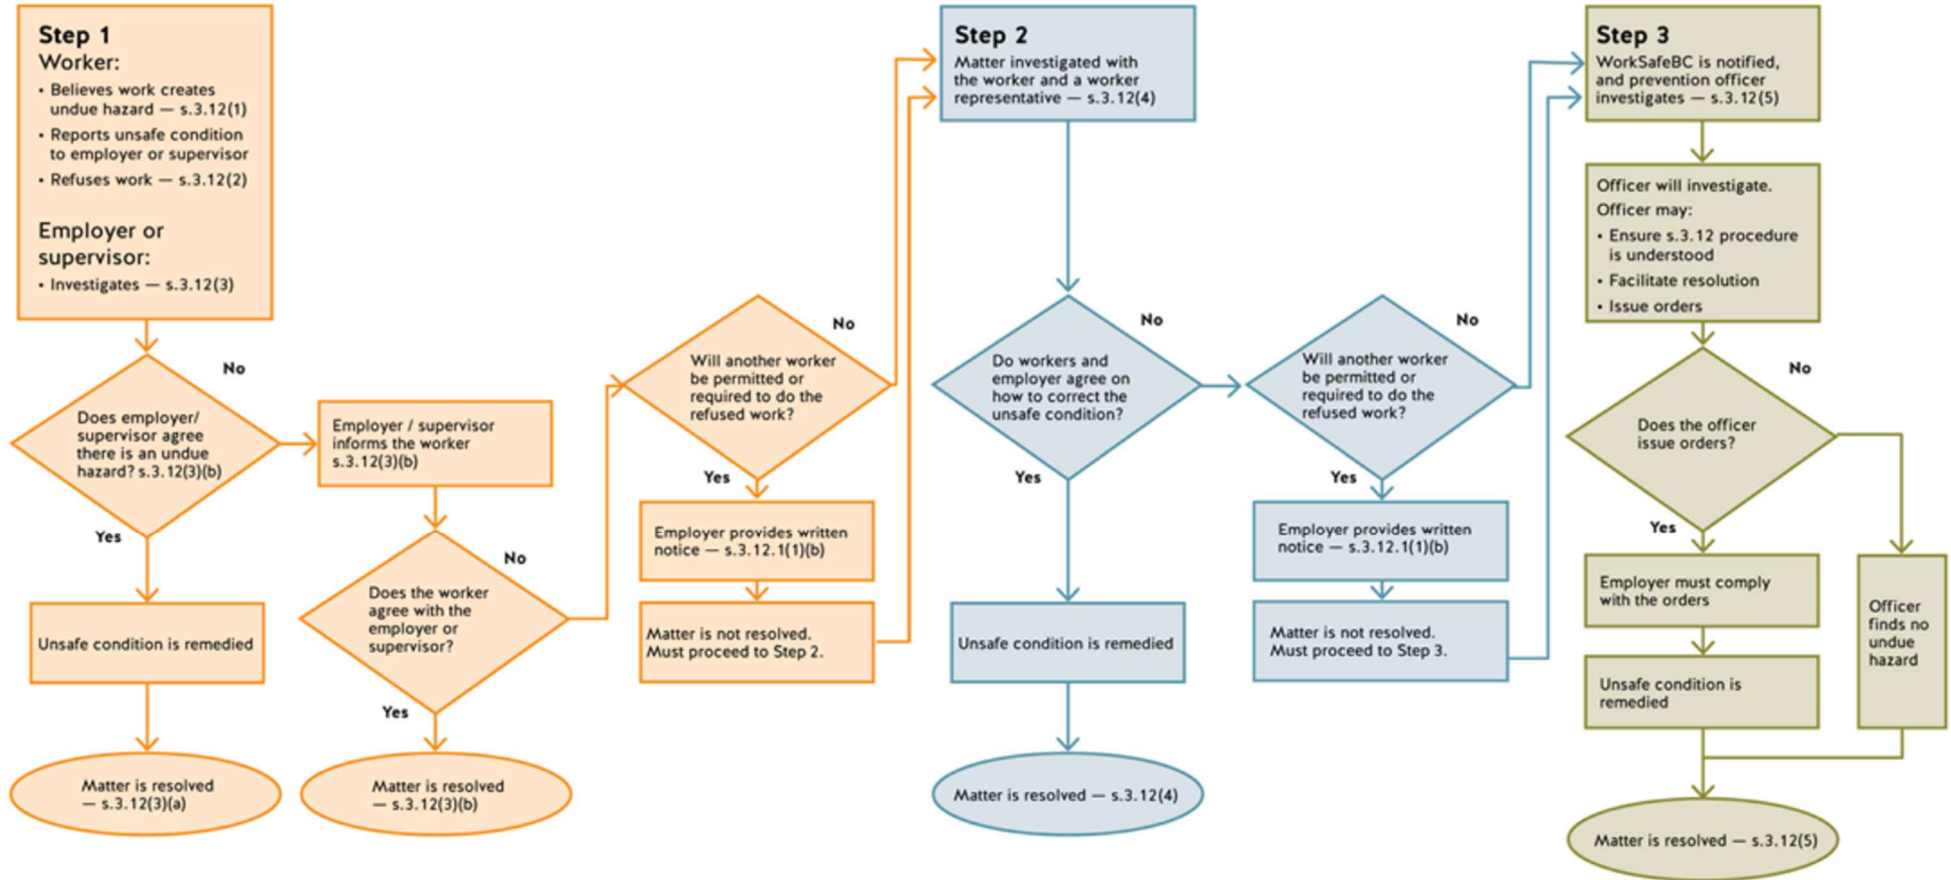 Step 1
Worker:
• Believes work creates
undue hazard — s.3.12(1)
• Reports unsafe condition
to employer or supervisor
• Refuses work — s.3.12(2)
Employer or
supervisor:
• Investigates — s.3.12(3)
No
Does employer/
supervisor agree
there is an undue
hazard? s.3.12(3)(b)
Yes
Unsafe condition is remedied
Matter is resolved
— s.3.12(3)(a)
Employer / supervisor
informs the worker
s.3.12(3)(b)
No
Does the worker
agree with the
employer or
supervisor?
Yes
Matter is resolved
— s.3.12(3)(b)
No
Will another worker
be permitted or
required to do the
refused work?
Yes
Employer provides written
notice — s.3.12.1(1)(b)
Matter is not resolved.
Must proceed to Step 2.
Step 2
Matter investigated with
the worker and a worker
representative — s.3.12(4)
No
Do workers and
employer agree on
how to correct the
unsafe condition?
Yes
Unsafe condition is remedied
Matter is resolved — s.3.12(4)
No
Will another worker
be permitted or
required to do the
refused work?
Yes
Employer provides written
notice — s.3.12.1(1)(b)
Matter is not resolved.
Must proceed to Step 3.
Step 3
WorkSafeBC is notified,
and prevention officer
investigates — s.3.12(5)
Officer will investigate.
Officer may:
• Ensure s.3.12 procedure
is understood
• Facilitate resolution
• Issue orders
No
Does the officer
issue orders?
Yes
Employer must comply
with the orders
Unsafe condition is
remedied
Officer
finds no
undue
hazard
Matter is resolved — s.3.12(5)